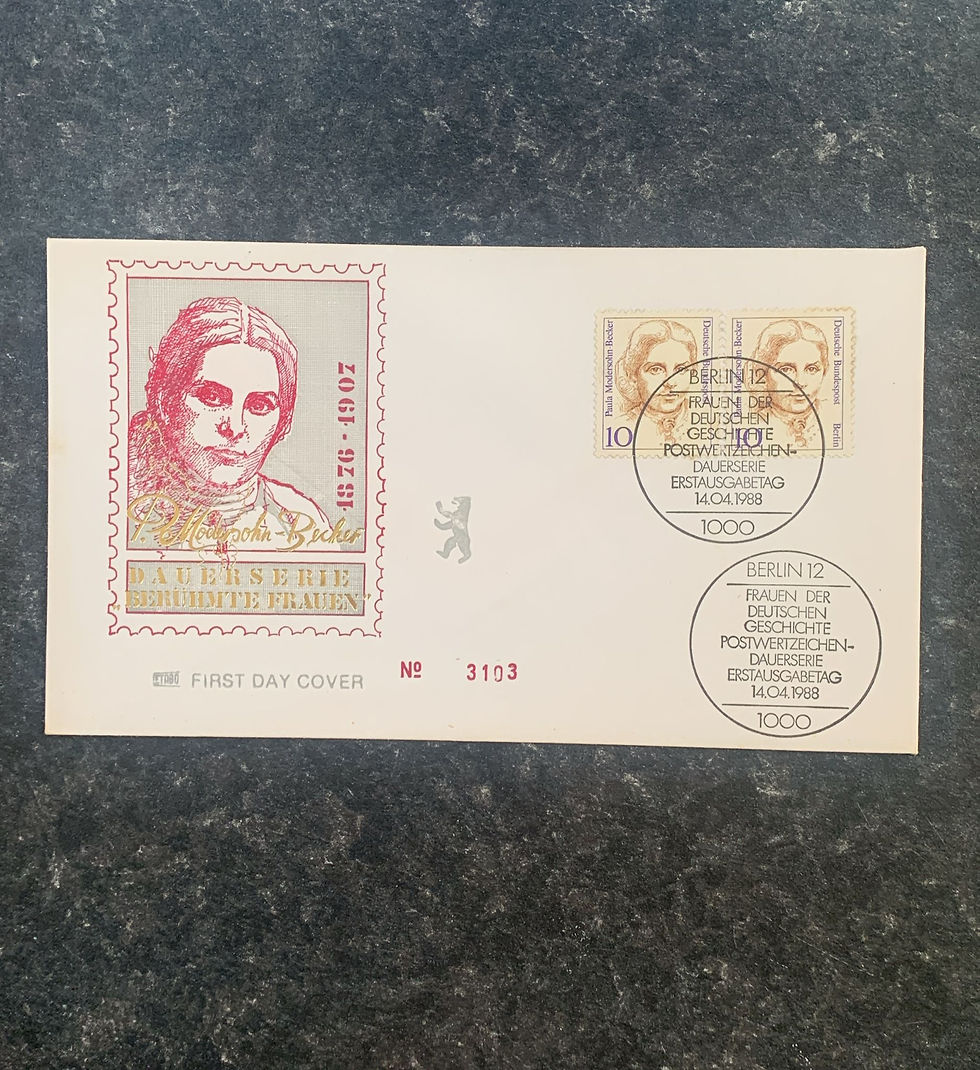 1876 - 1907
P. Modersohn-Becker
DAUERSERIE
„BERÜHMTE FRAUEN”
FIRST DAY COVER
Nº 3103
Paula Modersohn-Becker
Deutsche Bundespost
10
Paula Modersohn-Becker
Deutsche Bundespost Berlin
10
BERLIN 12
FRAUEN DER
DEUTSCHEN
GESCHICHTE
POSTWERTZEICHEN-
DAUERSERIE
ERSTAUSGABETAG
14.04.1988
1000
BERLIN 12
FRAUEN DER
DEUTSCHEN
GESCHICHTE
POSTWERTZEICHEN-
DAUERSERIE
ERSTAUSGABETAG
14.04.1988
1000